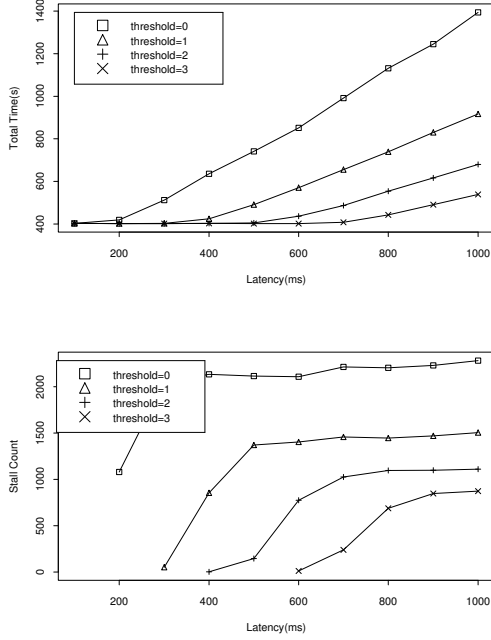 1400
1200
1000
800
600
400
Total Time(s)
threshold=0
threshold=1
threshold=2
threshold=3
200 400 600 800 1000
Latency(ms)
2000
1500
1000
500
0
Stall Count
threshold=0
threshold=1
threshold=2
threshold=3
200 400 600 800 1000
Latency(ms)